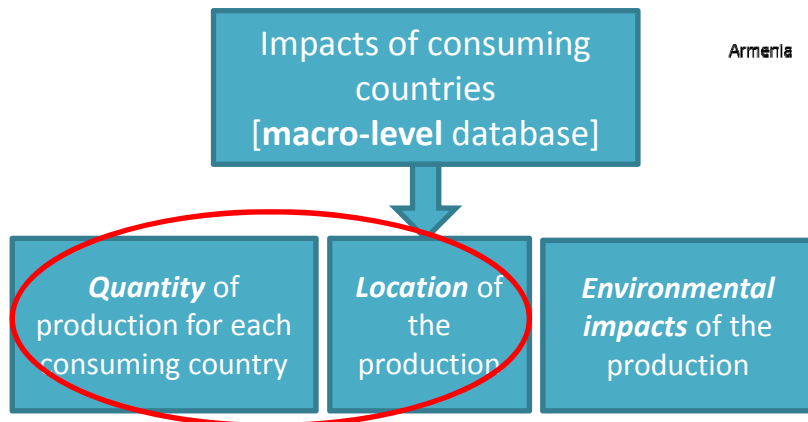 Impacts of consuming
countries
[macro-level database]
Armenia
Quantity of
production for each
consuming country
Location of
the
production
Environmental
impacts of the
production